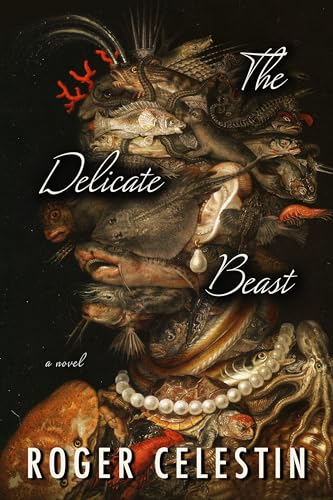 The
Delicate
Beast
a novel
ROGER CELESTIN